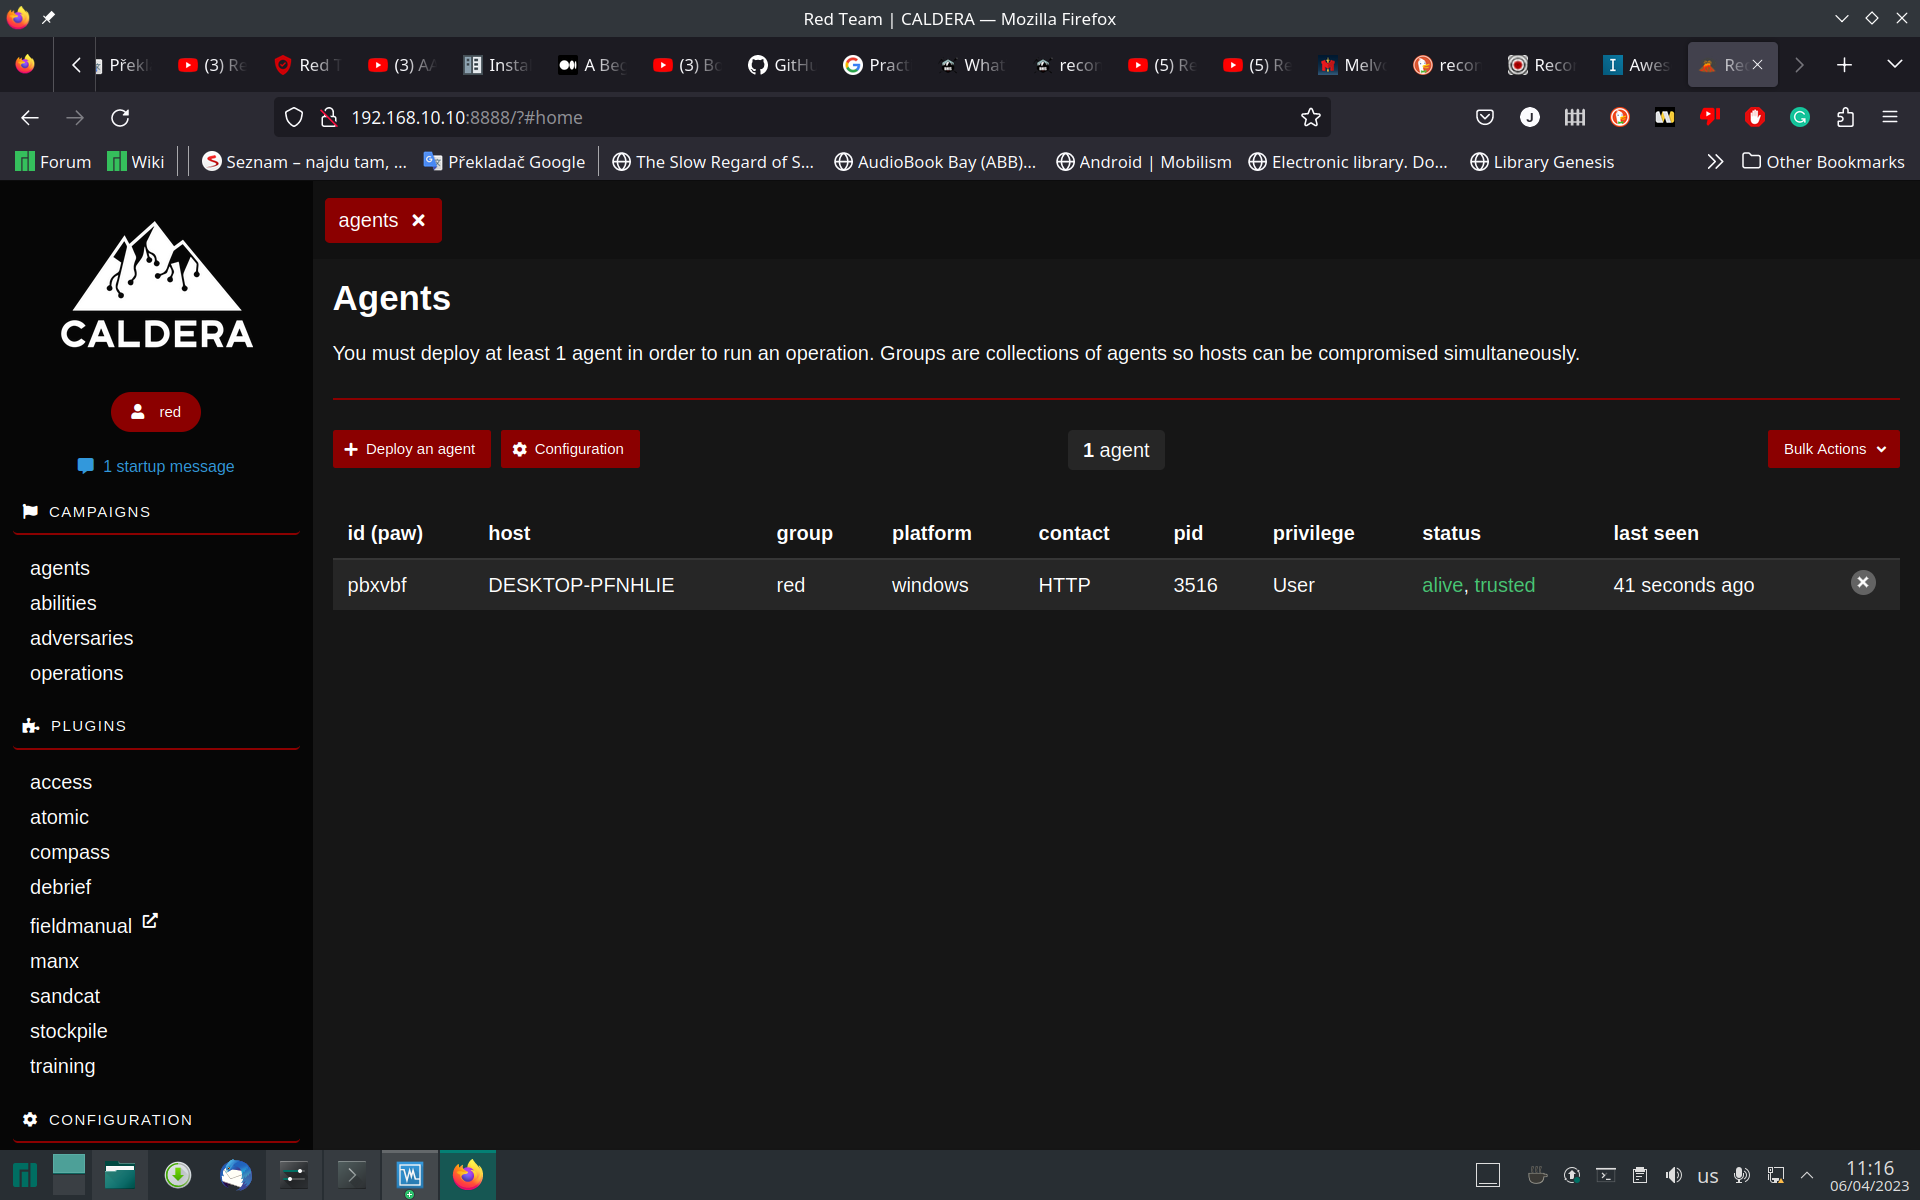 Red Team | CALDERA — Mozilla Firefox
Překl (3) Re Red T (3) AA Insta A Beg (3) Bo GitHu Pract What recon (5) Re (5) Re Melvo recon Recon Awes Red
192.168.10.10:8888/?#home
Forum Wiki Seznam – najdu tam, ... Překladač Google The Slow Regard of S... AudioBook Bay (ABB)... Android | Mobilism Electronic library. Do... Library Genesis Other Bookmarks
CALDERA
red
1 startup message
CAMPAIGNS
agents
abilities
adversaries
operations
PLUGINS
access
atomic
compass
debrief
fieldmanual
manx
sandcat
stockpile
training
CONFIGURATION
agents
Agents
You must deploy at least 1 agent in order to run an operation. Groups are collections of agents so hosts can be compromised simultaneously.
Deploy an agent Configuration 1 agent Bulk Actions
id (paw) host group platform contact pid privilege status last seen
pbxvbf DESKTOP-PFNHLIE red windows HTTP 3516 User alive, trusted 41 seconds ago
us 11:16
06/04/2023